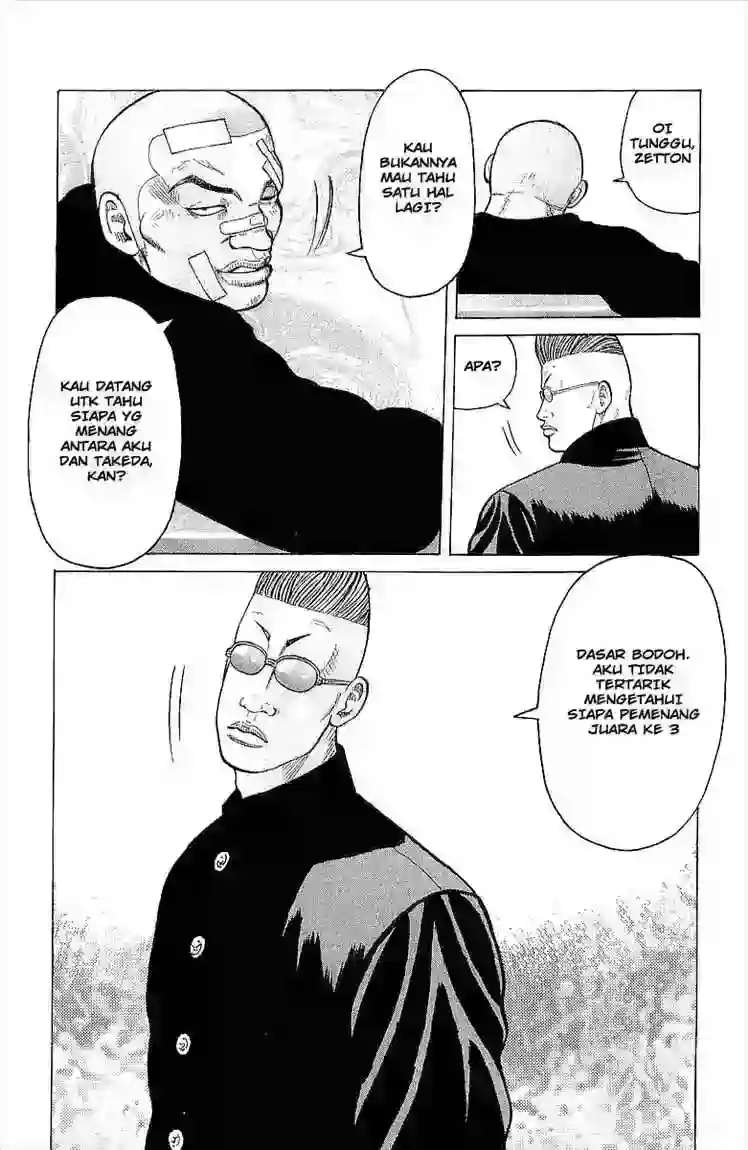 OI
TUNGGU,
ZETTON
KAU
BUKANNYA
MAU TAHU
SATU HAL
LAGI?
KAU DATANG
UTK TAHU
SIAPA YG
MENANG
ANTARA AKU
DAN TAKEDA,
KAN?
APA?
DASAR BODOH.
AKU TIDAK
TERTARIK
MENGETAHUI
SIAPA PEMENANG
JUARA KE 3